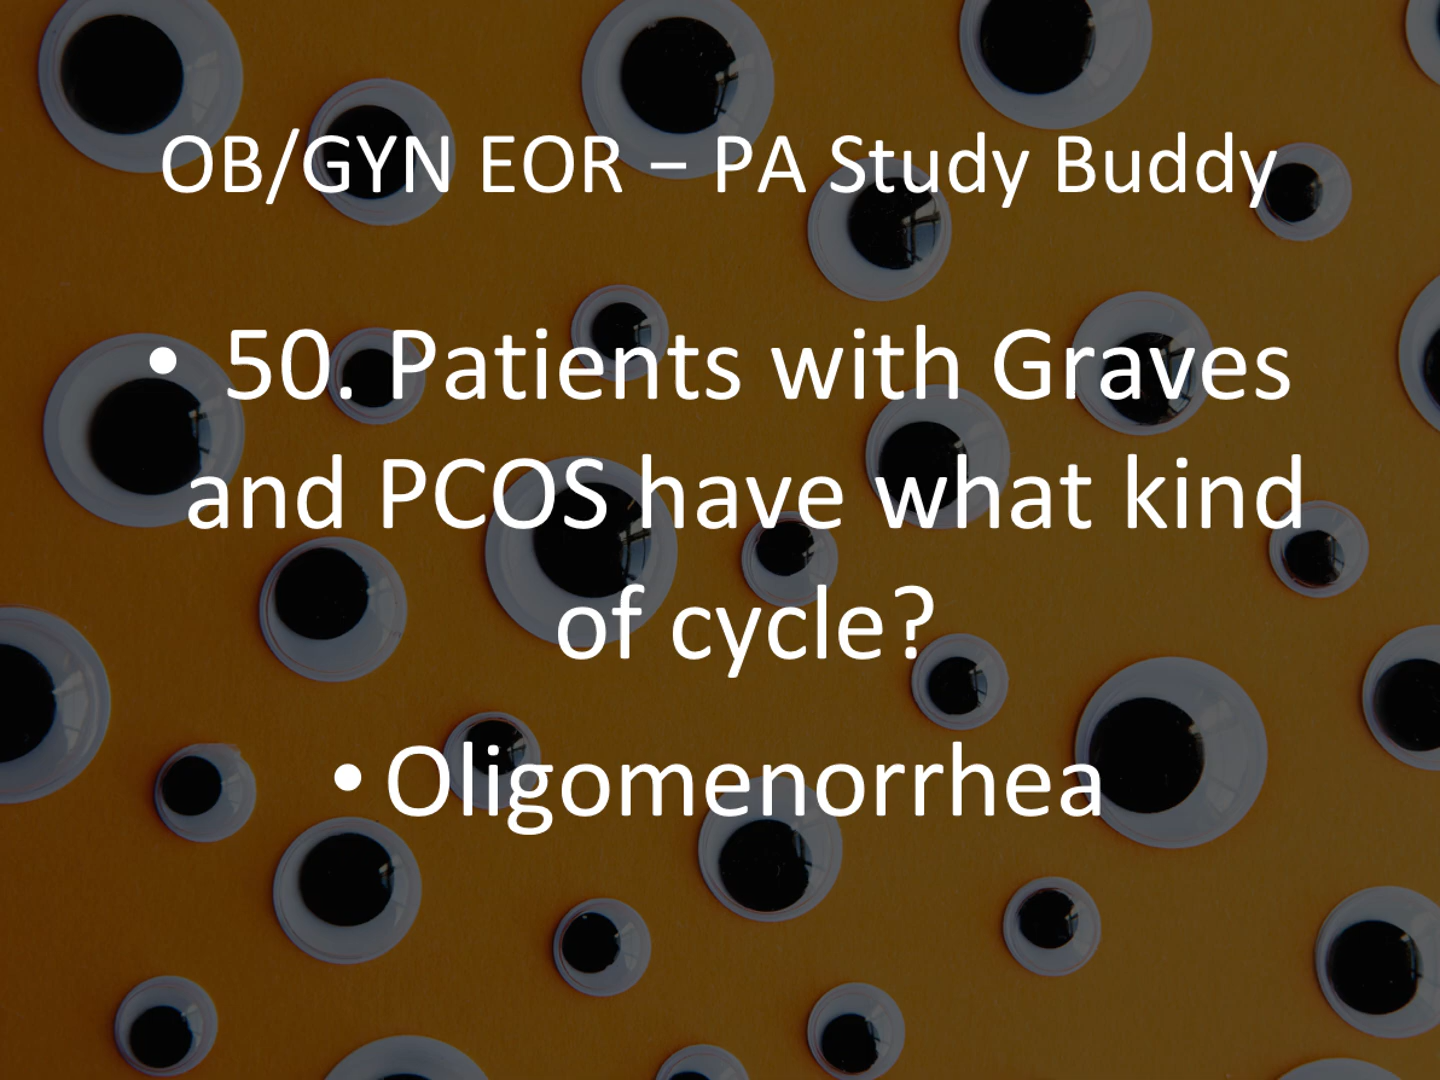 OB/GYN EOR – PA Study Buddy
• 50. Patients with Graves
and PCOS have what kind
of cycle?
• Oligomenorrhea